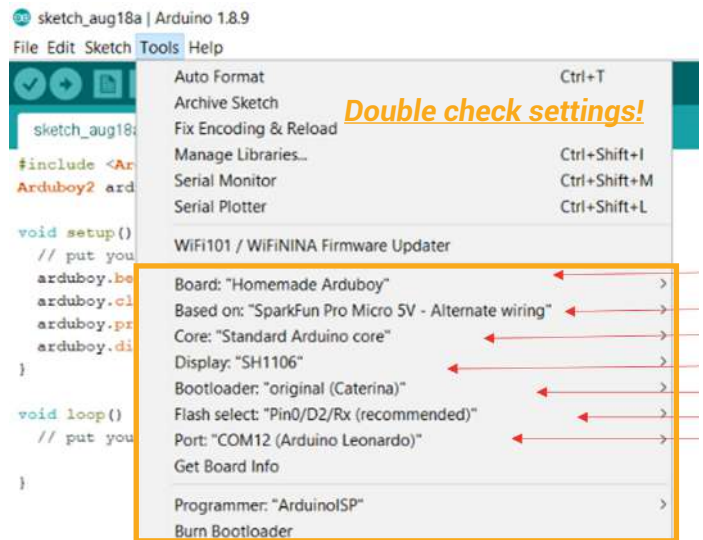 sketch_aug18a | Arduino 1.8.9
File Edit Sketch Tools Help
Auto Format Ctrl+T
Archive Sketch
Double check settings!
Fix Encoding & Reload
sketch_aug18a
Manage Libraries... Ctrl+Shift+I
#include <Ar
Serial Monitor Ctrl+Shift+M
Arduboy2 ard
Serial Plotter Ctrl+Shift+L
void setup()
WiFi101 / WiFiNINA Firmware Updater
// put you
arduboy.be
Board: "Homemade Arduboy"
arduboy.cl
Based on: "SparkFun Pro Micro 5V - Alternate wiring"
arduboy.pr
Core: "Standard Arduino core"
arduboy.di
Display: "SH1106"
}
Bootloader: "original (Caterina)"
void loop()
Flash select: "Pin0/D2/Rx (recommended)"
// put you
Port: "COM12 (Arduino Leonardo)"
Get Board Info
}
Programmer: "ArduinoISP"
Burn Bootloader